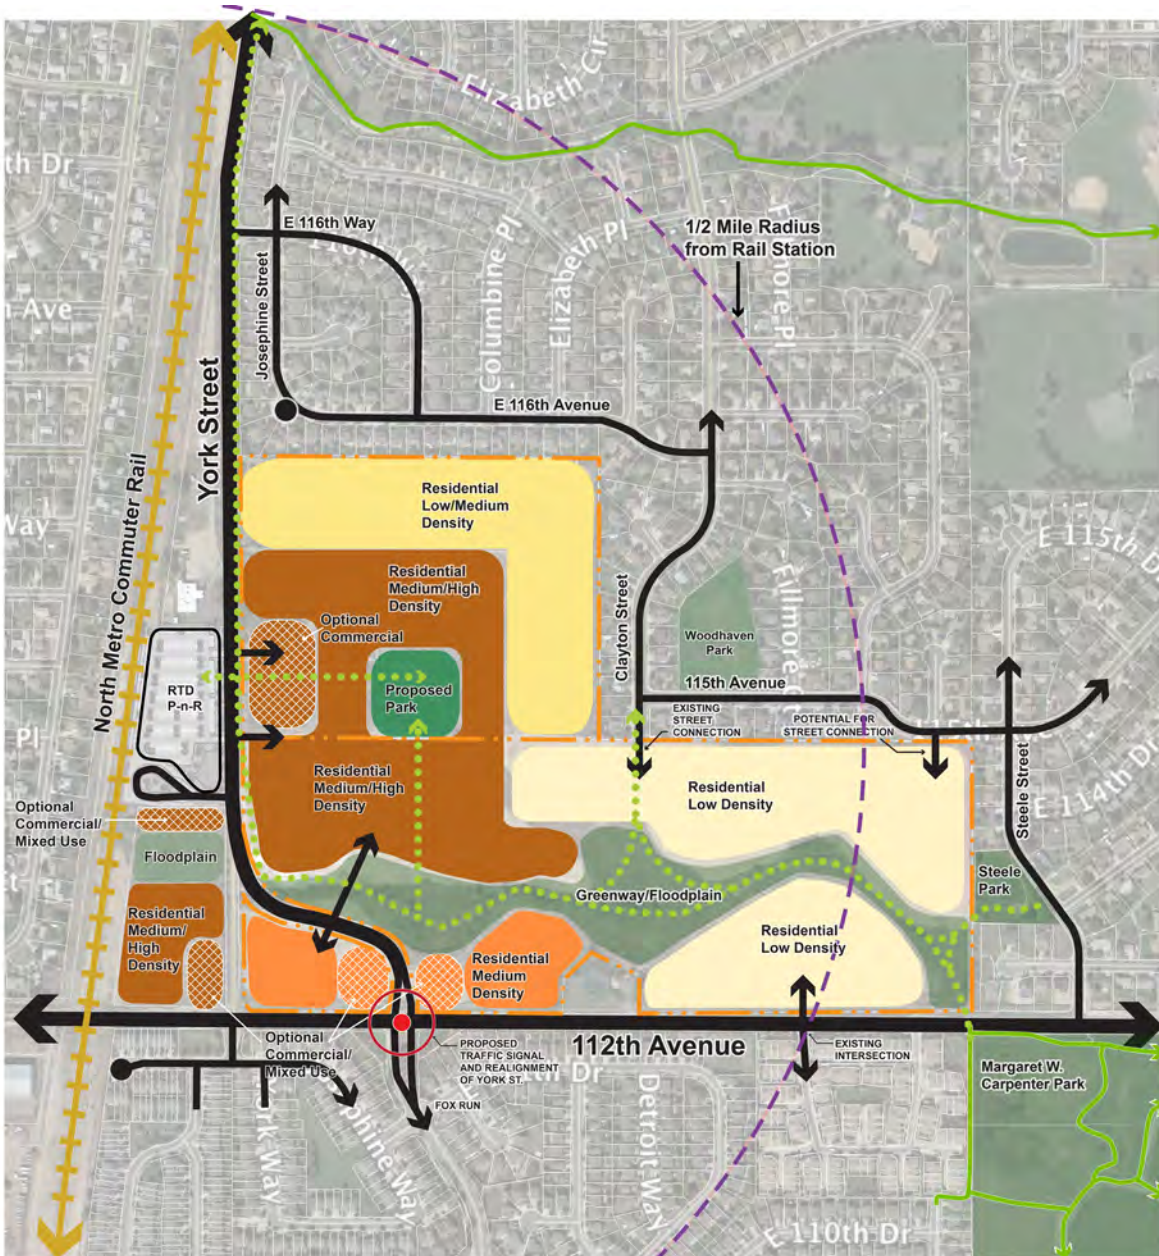 Elizabeth Cir
th Dr
E 116th Way
Josephine Street
Columbine Pl
Elizabeth Pl
1/2 Mile Radius
from Rail Station
n Ave
York Street
E 116th Avenue
North Metro Commuter Rail
Way
Residential
Low/Medium
Density
E 115th D
Residential
Medium/High
Density
Optional
Commercial
Clayton Street
Woodhaven
Park
RTD
P-n-R
Proposed
Park
115th Avenue
EXISTING
STREET
CONNECTION
POTENTIAL FOR
STREET CONNECTION
Pl
Residential
Medium/High
Density
Residential
Low Density
Steele Street
E 114th Dr
Optional
Commercial/
Mixed Use
Floodplain
Greenway/Floodplain
Steele
Park
Residential
Medium/
High
Density
Residential
Medium
Density
Residential
Low Density
Optional
Commercial/
Mixed Use
PROPOSED
TRAFFIC SIGNAL
AND REALIGNMENT
OF YORK ST.
112th Avenue
EXISTING
INTERSECTION
FOX RUN
Margaret W.
Carpenter Park
rk Way
phine Way
Detroit Way
E 110th Dr